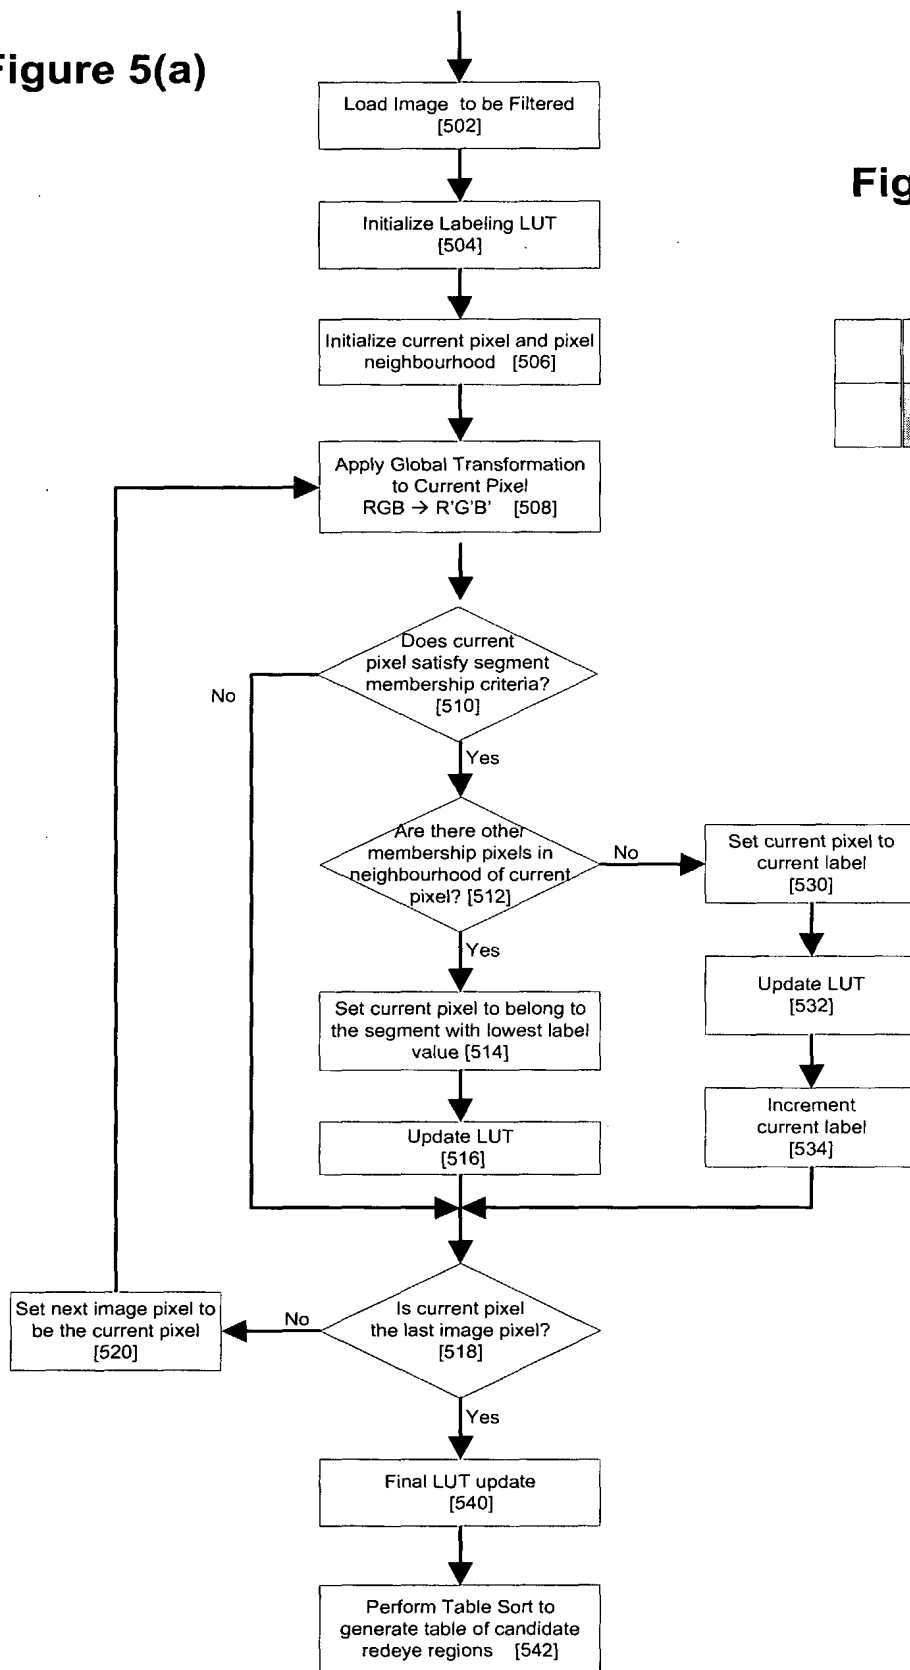 Figure 5(a)
Load Image to be Filtered
[502]
Fig
Initialize Labeling LUT
[504]
Initialize current pixel and pixel
neighbourhood [506]
Apply Global Transformation
to Current Pixel
RGB → R'G'B' [508]
Does current
pixel satisfy segment
membership criteria?
[510]
No
Yes
Are there other
membership pixels in
neighbourhood of current
pixel? [512]
No
Set current pixel to
current label
[530]
Yes
Update LUT
[532]
Set current pixel to belong to
the segment with lowest label
value [514]
Increment
current label
[534]
Update LUT
[516]
Set next image pixel to
be the current pixel
[520]
No
Is current pixel
the last image pixel?
[518]
Yes
Final LUT update
[540]
Perform Table Sort to
generate table of candidate
redeye regions [542]